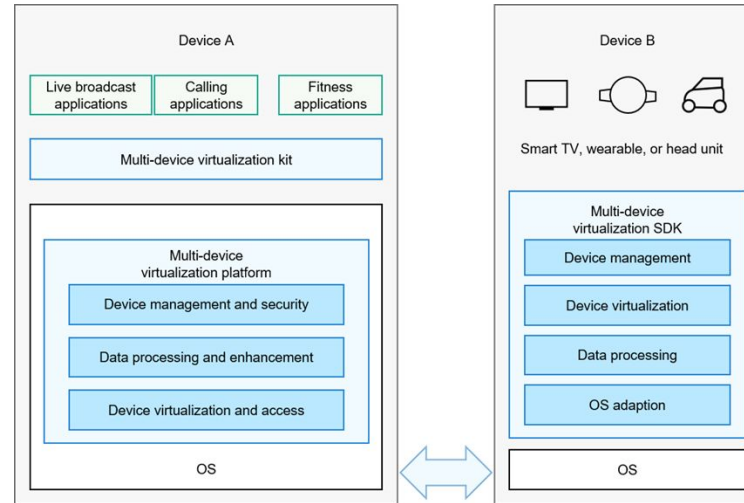 Device A
Live broadcast
applications
Calling
applications
Fitness
applications
Multi-device virtualization kit
Multi-device
virtualization platform
Device management and security
Data processing and enhancement
Device virtualization and access
OS
Device B
Smart TV, wearable, or head unit
Multi-device
virtualization SDK
Device management
Device virtualization
Data processing
OS adaption
OS